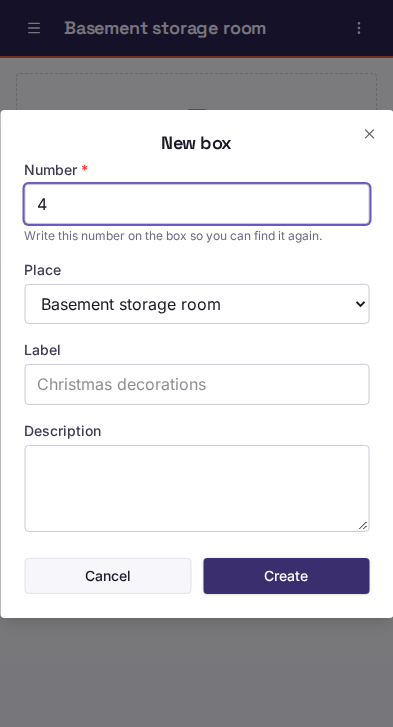 Basement storage room
New box
Number *
4
Write this number on the box so you can find it again.
Place
Basement storage room
Label
Christmas decorations
Description
Cancel
Create